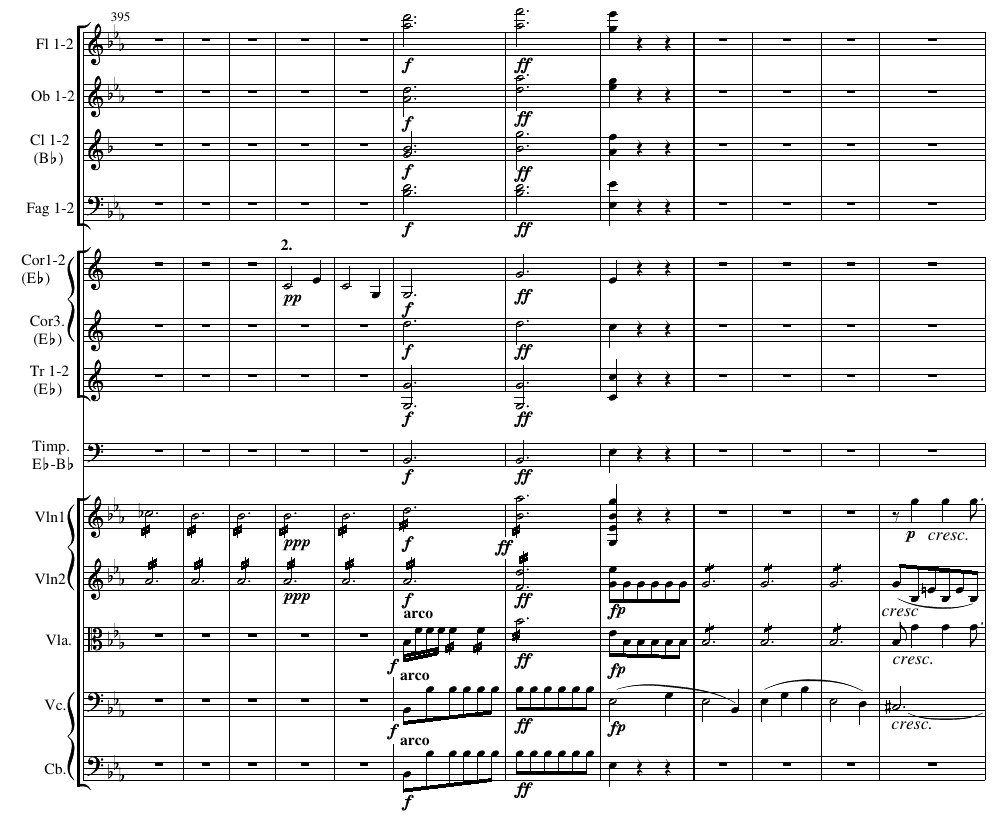 395
Fl 1-2
f ff
Ob 1-2
f ff
Cl 1-2
(B♭)
f ff
Fag 1-2
f ff
2.
Cor1-2
(E♭)
pp f ff
Cor3.
(E♭)
f ff
Tr 1-2
(E♭)
f ff
Timp.
E♭-B♭
f ff
Vln1
ppp f ff p cresc.
Vln2
ppp f ff fp cresc
arco
Vla.
f ff fp cresc.
arco
Vc.
f ff fp cresc.
arco
Cb.
f ff